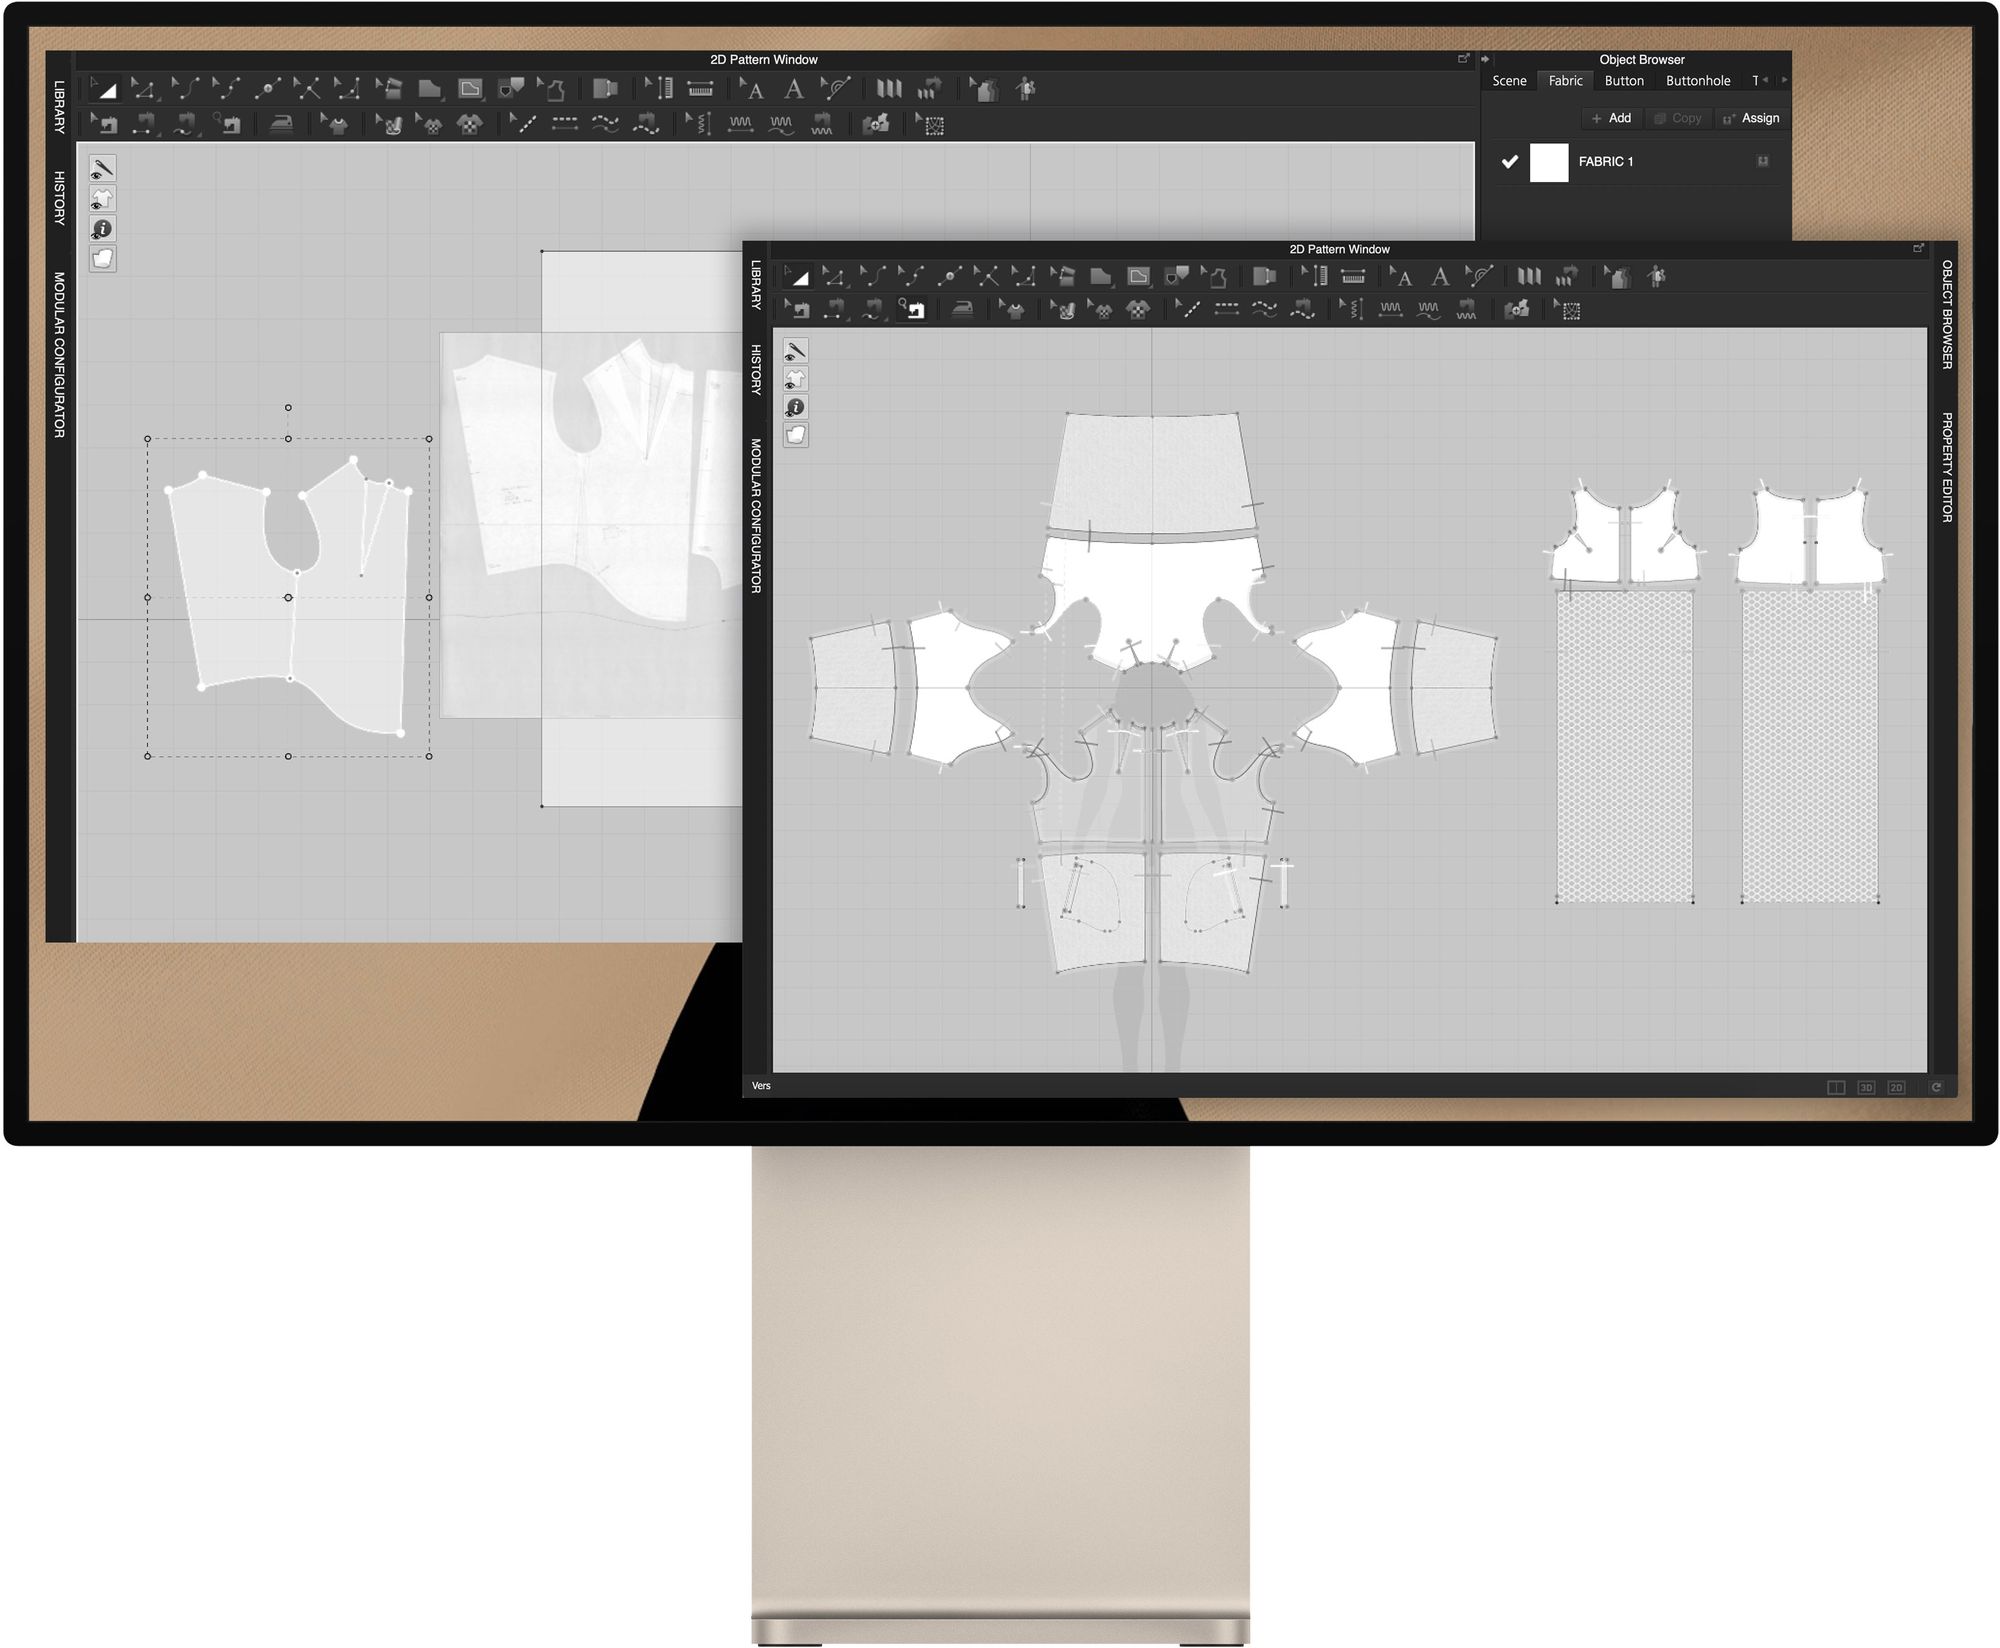 2D Pattern Window
Object Browser
Scene Fabric Button Buttonhole T
+ Add Copy Assign
FABRIC 1
LIBRARY
HISTORY
MODULAR CONFIGURATOR
2D Pattern Window
LIBRARY
HISTORY
MODULAR CONFIGURATOR
OBJECT BROWSER
PROPERTY EDITOR
Vers
3D 2D